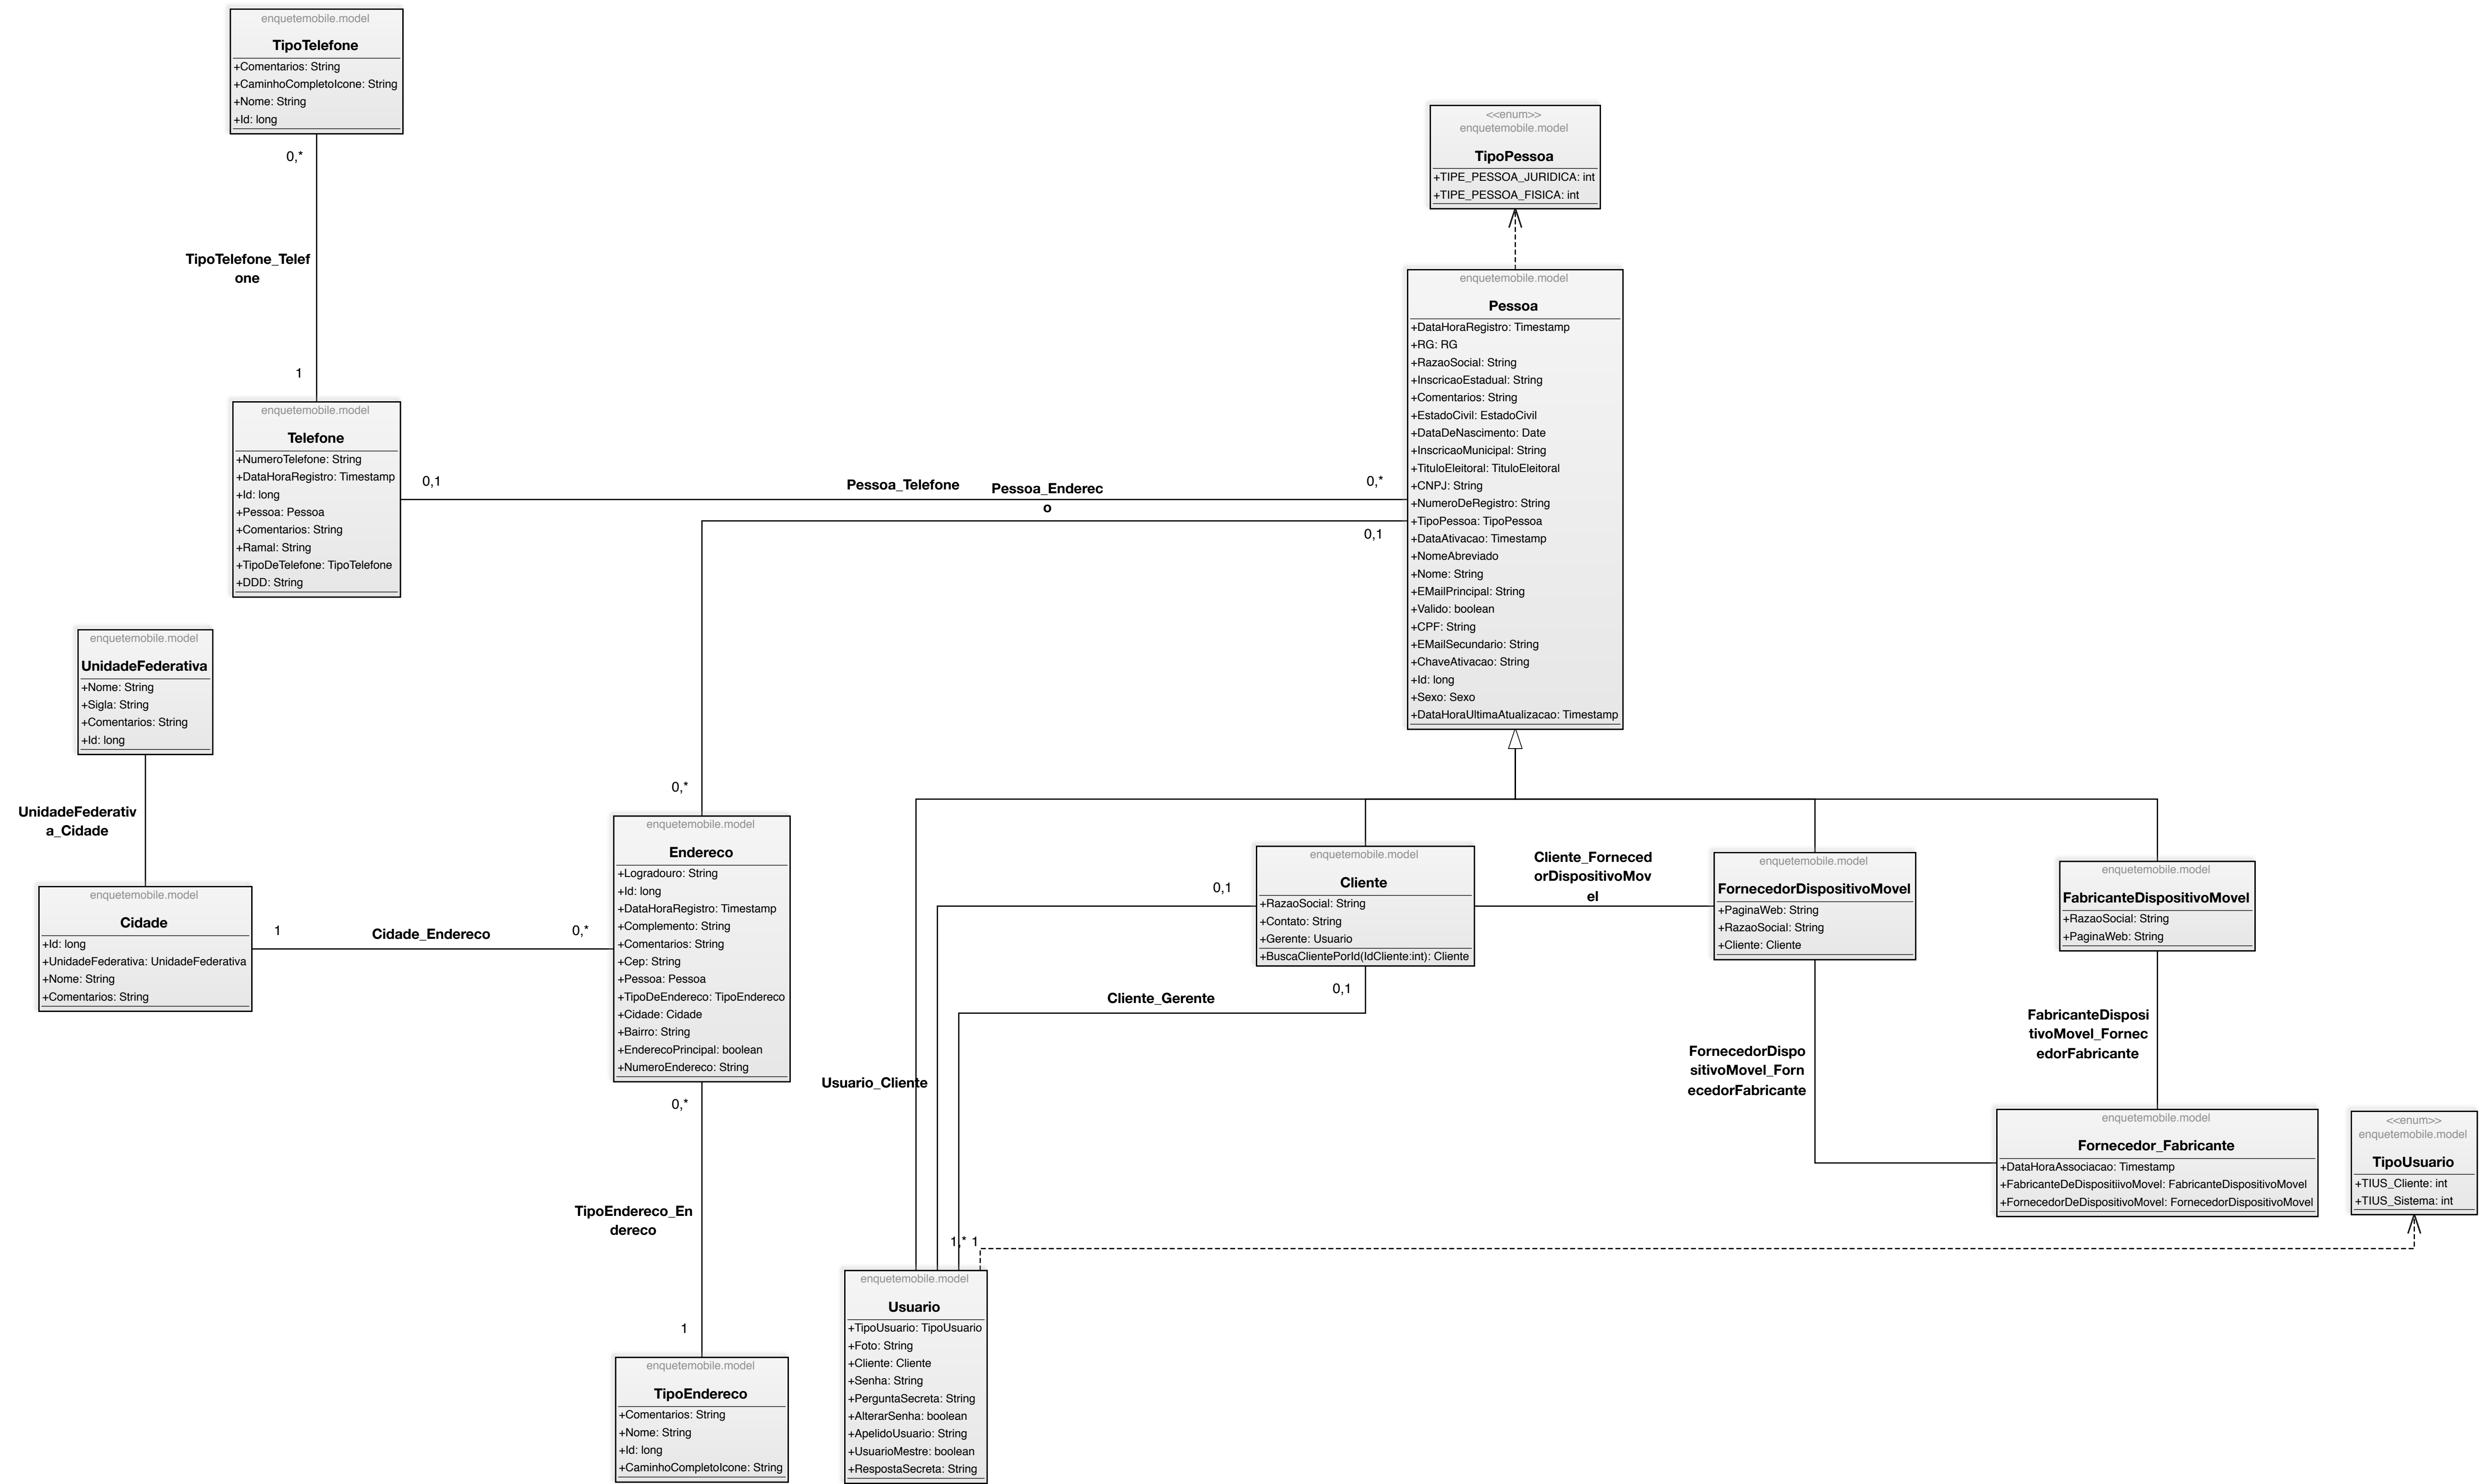 enquetemobile.model
TipoTelefone
+Comentarios: String
+CaminhoCompletoIcone: String
+Nome: String
+Id: long
0,*
TipoTelefone_Telef
one
1
enquetemobile.model
Telefone
+NumeroTelefone: String
+DataHoraRegistro: Timestamp
+Id: long
+Pessoa: Pessoa
+Comentarios: String
+Ramal: String
+TipoDeTelefone: TipoTelefone
+DDD: String
0,1
Pessoa_Telefone
0,*
Pessoa_Enderec
o
0,1
0,*
<<enum>>
enquetemobile.model
TipoPessoa
+TIPE_PESSOA_JURIDICA: int
+TIPE_PESSOA_FISICA: int
enquetemobile.model
Pessoa
+DataHoraRegistro: Timestamp
+RG: RG
+RazaoSocial: String
+InscricaoEstadual: String
+Comentarios: String
+EstadoCivil: EstadoCivil
+DataDeNascimento: Date
+InscricaoMunicipal: String
+TituloEleitoral: TituloEleitoral
+CNPJ: String
+NumeroDeRegistro: String
+TipoPessoa: TipoPessoa
+DataAtivacao: Timestamp
+NomeAbreviado
+Nome: String
+EMailPrincipal: String
+Valido: boolean
+CPF: String
+EMailSecundario: String
+ChaveAtivacao: String
+Id: long
+Sexo: Sexo
+DataHoraUltimaAtualizacao: Timestamp
enquetemobile.model
UnidadeFederativa
+Nome: String
+Sigla: String
+Comentarios: String
+Id: long
UnidadeFederativ
a_Cidade
enquetemobile.model
Cidade
+Id: long
+UnidadeFederativa: UnidadeFederativa
+Nome: String
+Comentarios: String
1
Cidade_Endereco
0,*
enquetemobile.model
Endereco
+Logradouro: String
+Id: long
+DataHoraRegistro: Timestamp
+Complemento: String
+Comentarios: String
+Cep: String
+Pessoa: Pessoa
+TipoDeEndereco: TipoEndereco
+Cidade: Cidade
+Bairro: String
+EnderecoPrincipal: boolean
+NumeroEndereco: String
0,*
TipoEndereco_En
dereco
1
enquetemobile.model
TipoEndereco
+Comentarios: String
+Nome: String
+Id: long
+CaminhoCompletoIcone: String
enquetemobile.model
Cliente
+RazaoSocial: String
+Contato: String
+Gerente: Usuario
+BuscaClientePorId(IdCliente:int): Cliente
0,1
0,1
Cliente_Gerente
Usuario_Cliente
1,* 1
Cliente_Forneced
orDispositivoMov
el
enquetemobile.model
FornecedorDispositivoMovel
+PaginaWeb: String
+RazaoSocial: String
+Cliente: Cliente
enquetemobile.model
FabricanteDispositivoMovel
+RazaoSocial: String
+PaginaWeb: String
FornecedorDispo
sitivoMovel_Forn
ecedorFabricante
FabricanteDisposi
tivoMovel_Fornec
edorFabricante
enquetemobile.model
Fornecedor_Fabricante
+DataHoraAssociacao: Timestamp
+FabricanteDeDispositiivoMovel: FabricanteDispositivoMovel
+FornecedorDeDispositivoMovel: FornecedorDispositivoMovel
<<enum>>
enquetemobile.model
TipoUsuario
+TIUS_Cliente: int
+TIUS_Sistema: int
enquetemobile.model
Usuario
+TipoUsuario: TipoUsuario
+Foto: String
+Cliente: Cliente
+Senha: String
+PerguntaSecreta: String
+AlterarSenha: boolean
+ApelidoUsuario: String
+UsuarioMestre: boolean
+RespostaSecreta: String